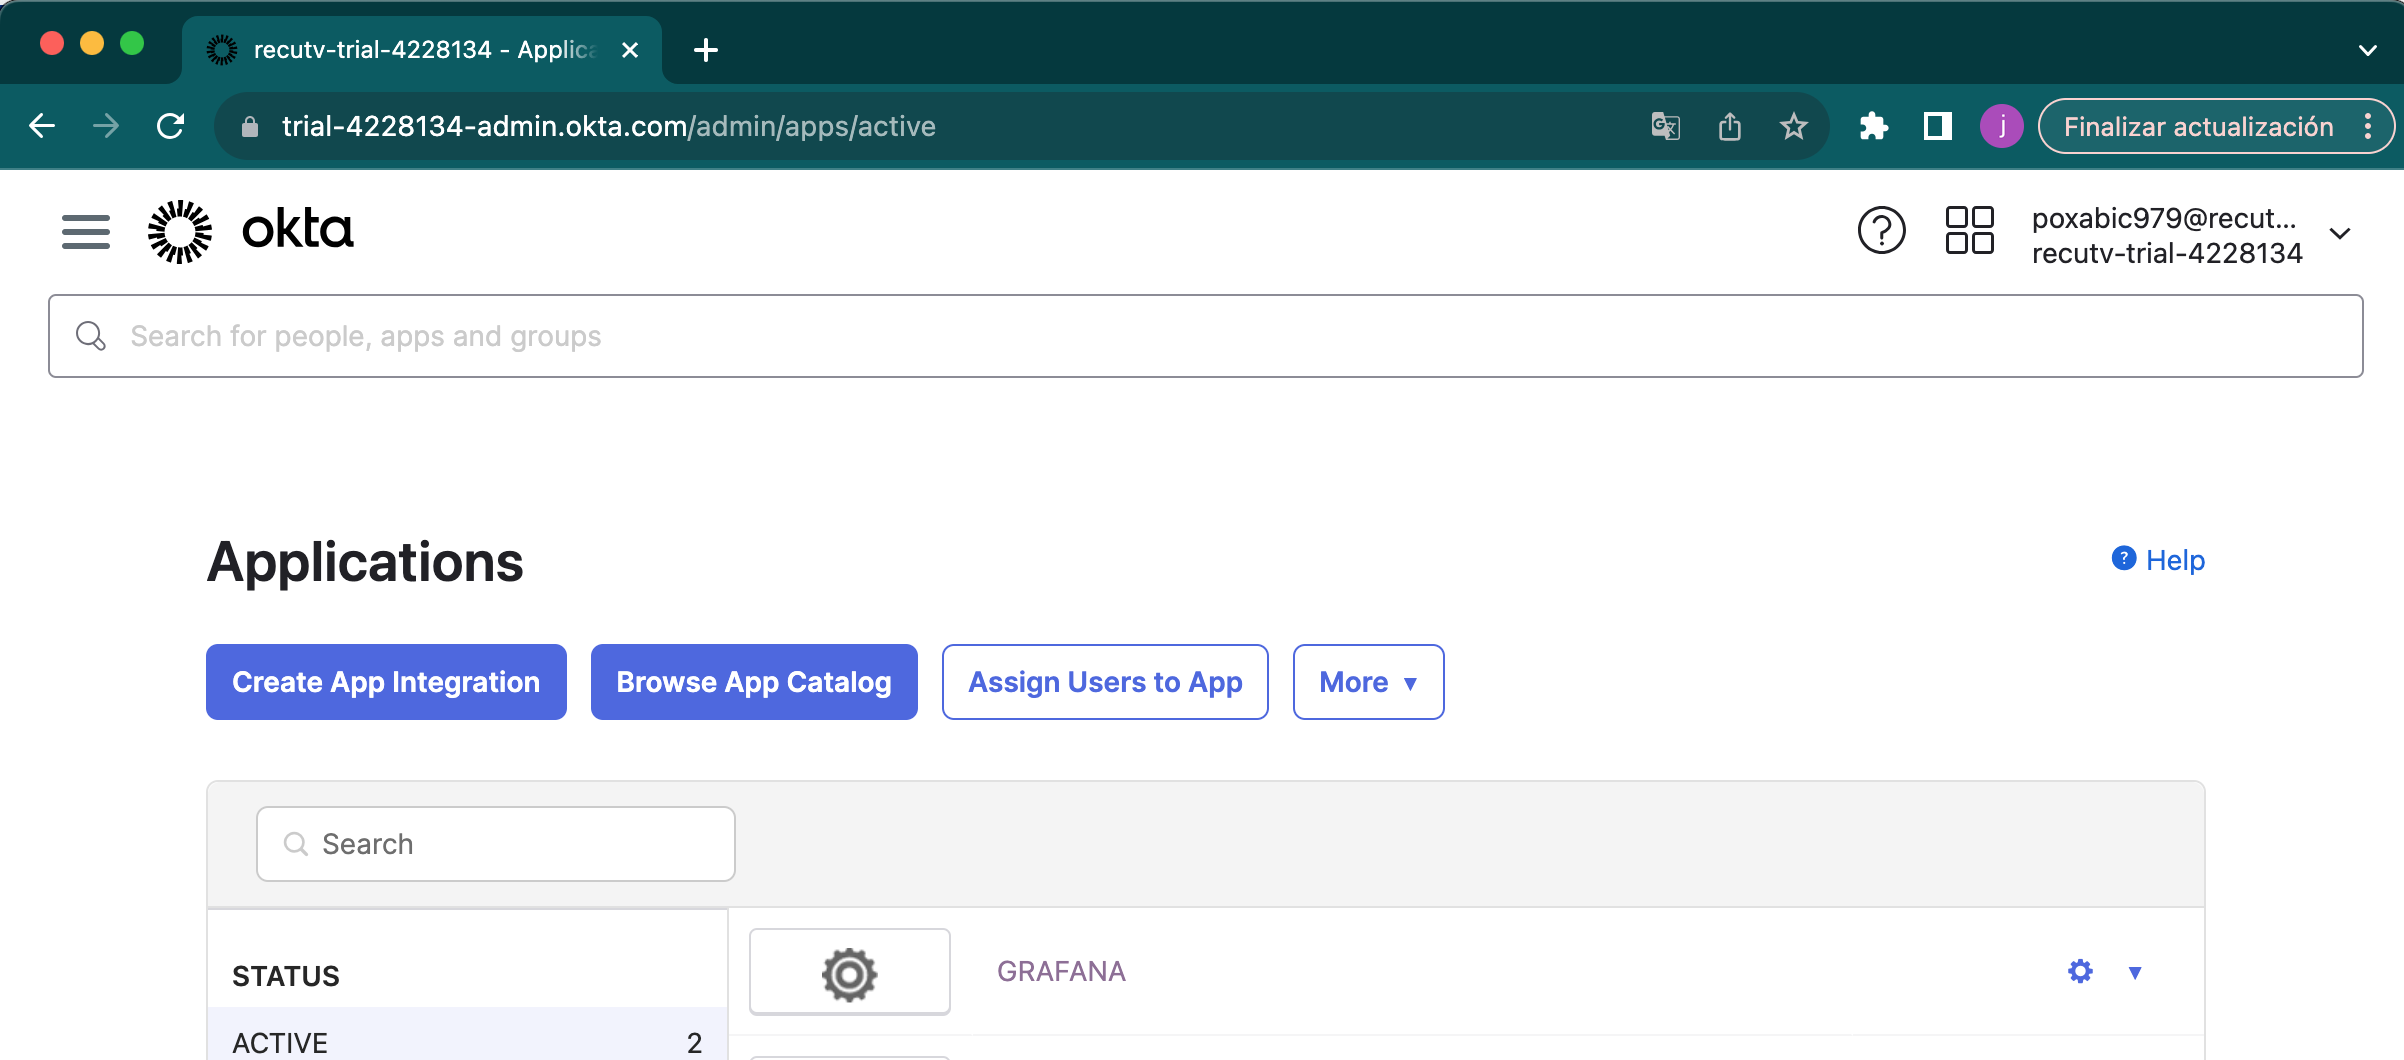 recutv-trial-4228134 - Applica
trial-4228134-admin.okta.com/admin/apps/active
j
Finalizar actualización
okta
poxabic979@recut...
recutv-trial-4228134
Search for people, apps and groups
Applications
Help
Create App Integration
Browse App Catalog
Assign Users to App
More
Search
STATUS
GRAFANA
ACTIVE 2